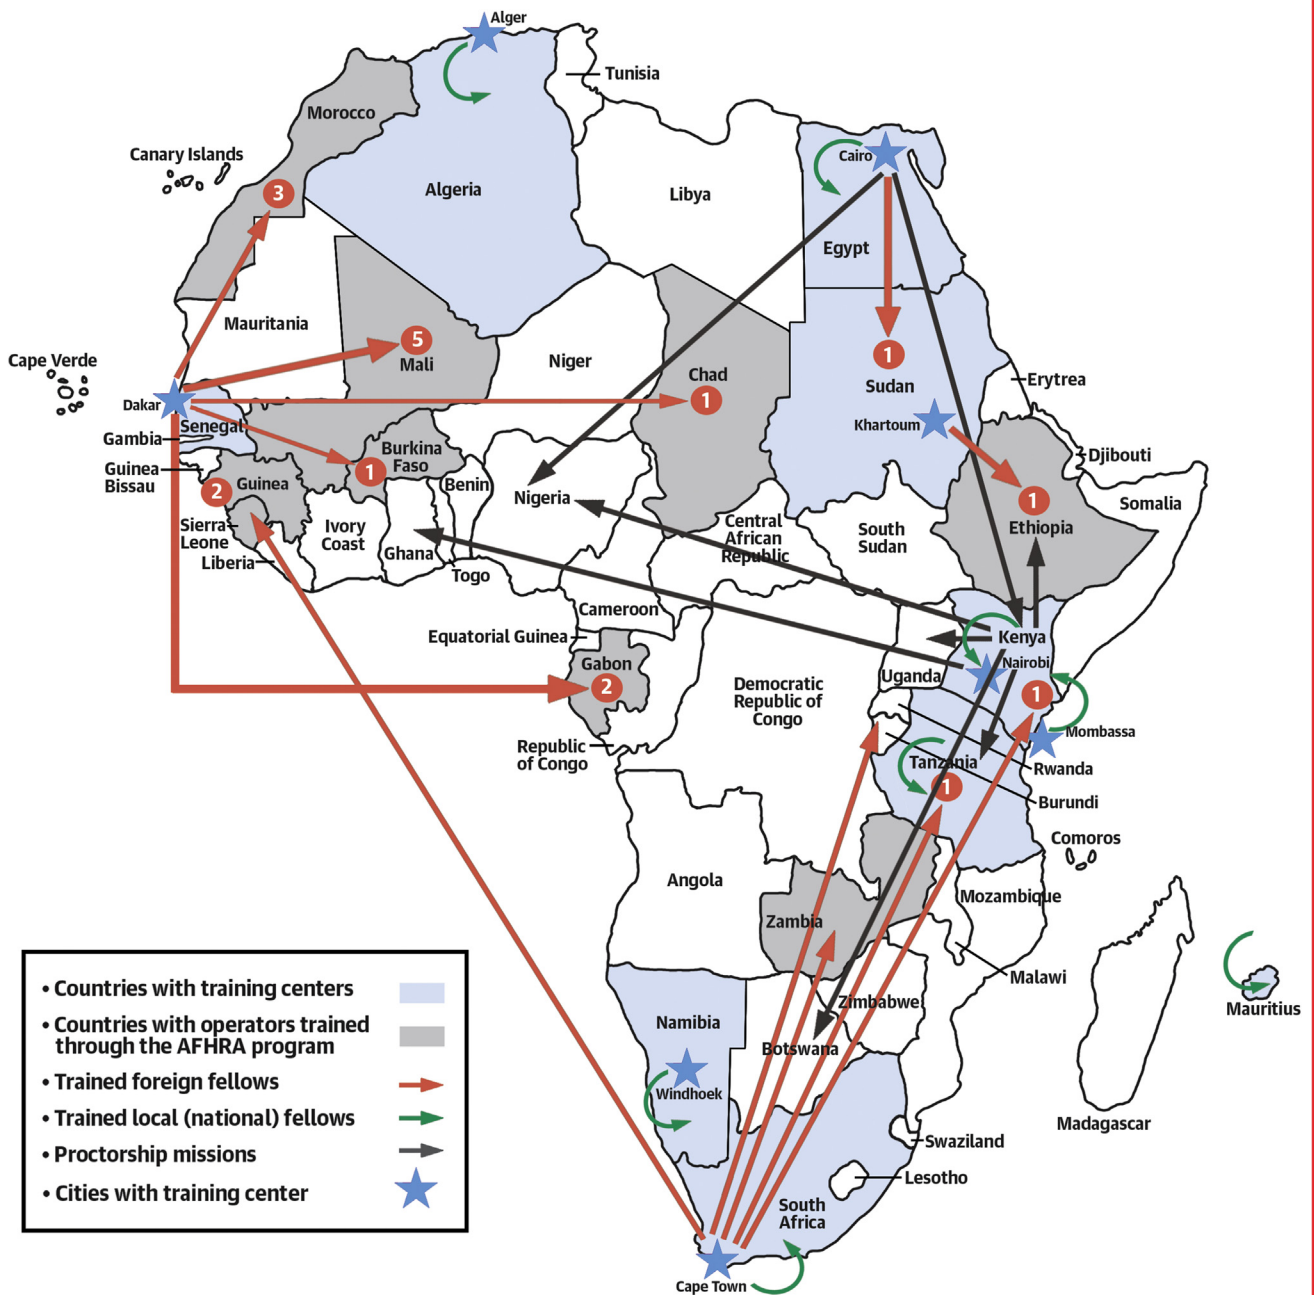 Alger
Tunisia
Morocco
Canary Islands
Cairo
3
Algeria
Libya
Egypt
Mauritania
5
Mali
Niger
Cape Verde
Chad
1
1
Sudan
Erytrea
Dakar
Senegal
Khartoum
Gambia
Burkina
Faso
1
Djibouti
Guinea
Bissau
2
Guinea
Benin
Nigeria
1
Ethiopia
Somalia
Sierra
Leone
Ivory
Coast
Central
African
Republic
South
Sudan
Liberia
Ghana
Togo
Cameroon
Equatorial Guinea
Kenya
Gabon
2
Nairobi
Uganda
1
Democratic
Republic of
Congo
Republic
of Congo
Mombassa
Tanzania
1
Rwanda
Burundi
Comoros
Angola
Mozambique
Zambia
Malawi
Zimbabwe
Mauritius
Namibia
Botswana
Windhoek
Madagascar
Swaziland
Lesotho
South
Africa
Cape Town
• Countries with training centers
• Countries with operators trained
through the AFHRA program
• Trained foreign fellows
• Trained local (national) fellows
• Proctorship missions
• Cities with training center